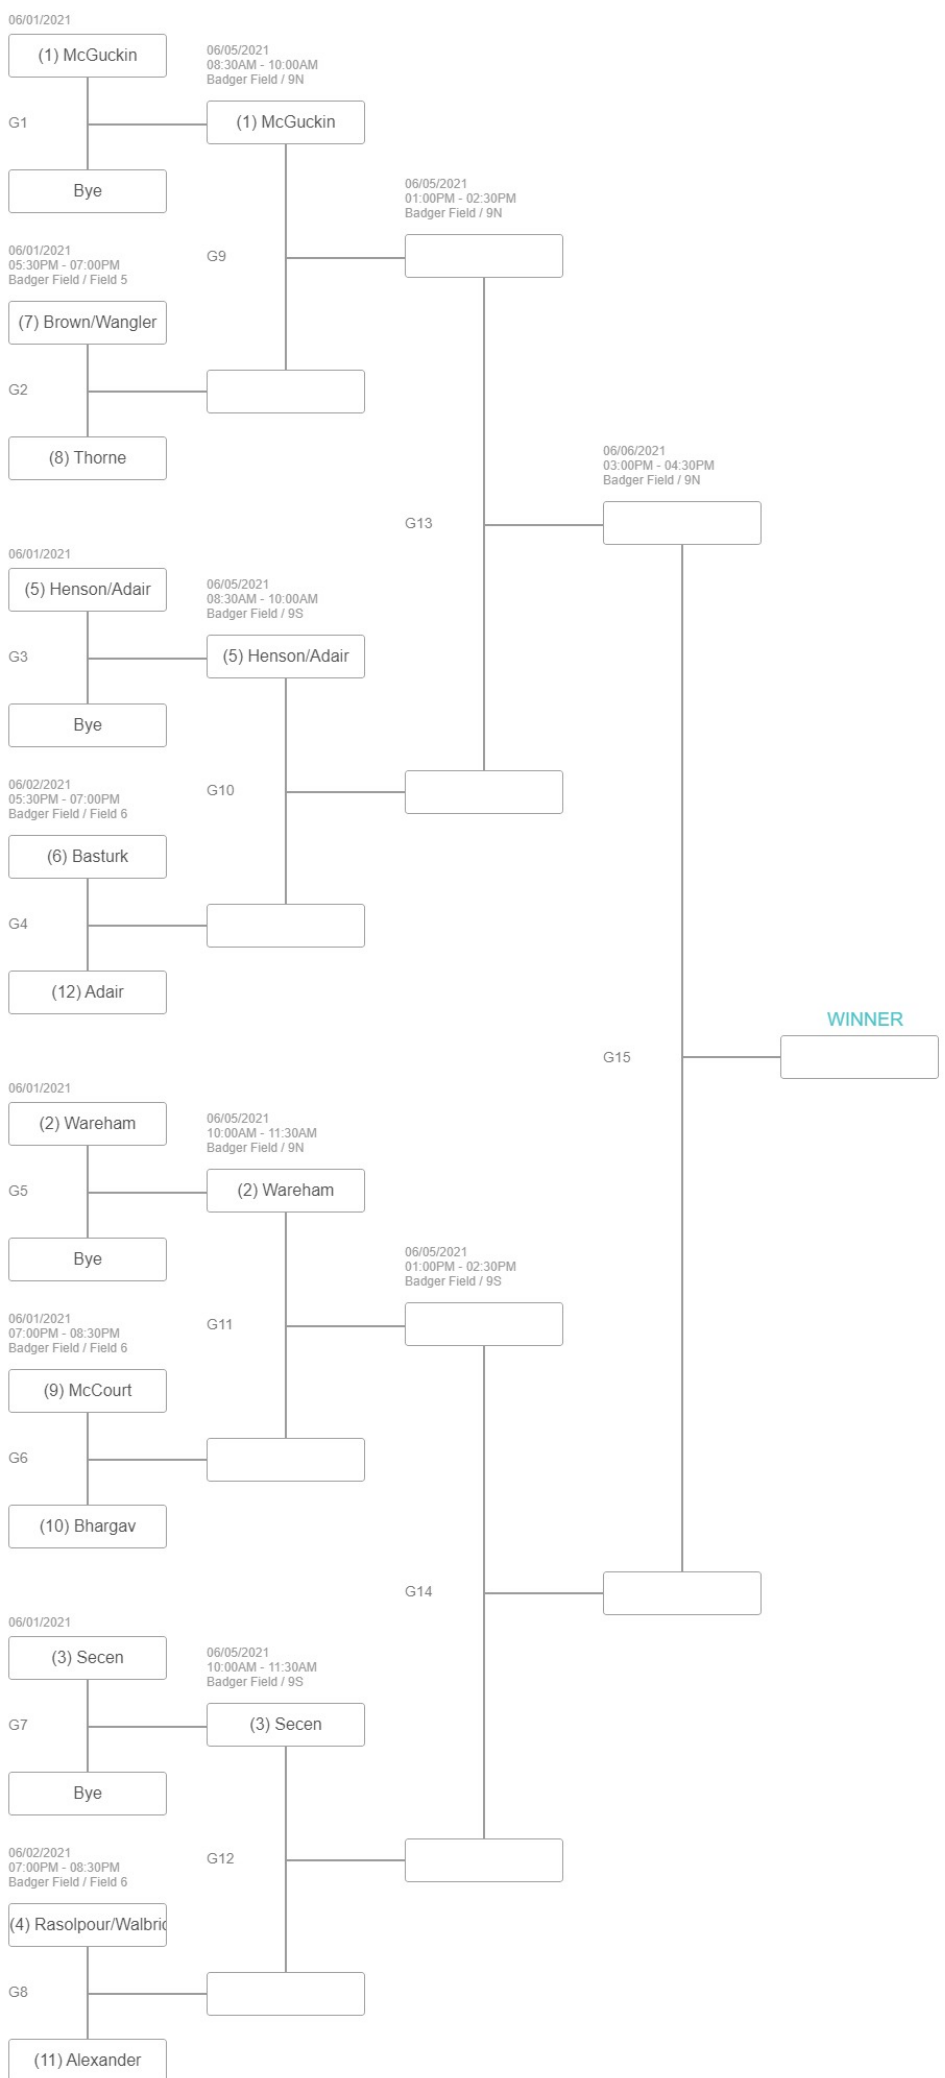 06/01/2021
(1) McGuckin
G1
Bye
06/05/2021
08:30AM - 10:00AM
Badger Field / 9N
(1) McGuckin
G9
06/01/2021
05:30PM - 07:00PM
Badger Field / Field 5
(7) Brown/Wangler
G2
(8) Thorne
06/05/2021
01:00PM - 02:30PM
Badger Field / 9N
G13
06/06/2021
03:00PM - 04:30PM
Badger Field / 9N
06/01/2021
(5) Henson/Adair
G3
Bye
06/05/2021
08:30AM - 10:00AM
Badger Field / 9S
(5) Henson/Adair
G10
06/02/2021
05:30PM - 07:00PM
Badger Field / Field 6
(6) Basturk
G4
(12) Adair
WINNER
G15
06/01/2021
(2) Wareham
G5
Bye
06/05/2021
10:00AM - 11:30AM
Badger Field / 9N
(2) Wareham
G11
06/01/2021
07:00PM - 08:30PM
Badger Field / Field 6
(9) McCourt
G6
(10) Bhargav
06/05/2021
01:00PM - 02:30PM
Badger Field / 9S
G14
06/01/2021
(3) Secen
G7
Bye
06/05/2021
10:00AM - 11:30AM
Badger Field / 9S
(3) Secen
G12
06/02/2021
07:00PM - 08:30PM
Badger Field / Field 6
(4) Rasolpour/Walbric
G8
(11) Alexander